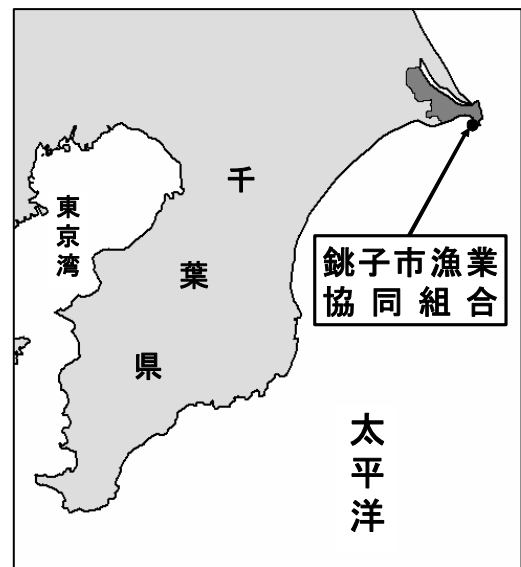 千葉県
東京湾
銚子市漁業
協同組合
太平洋